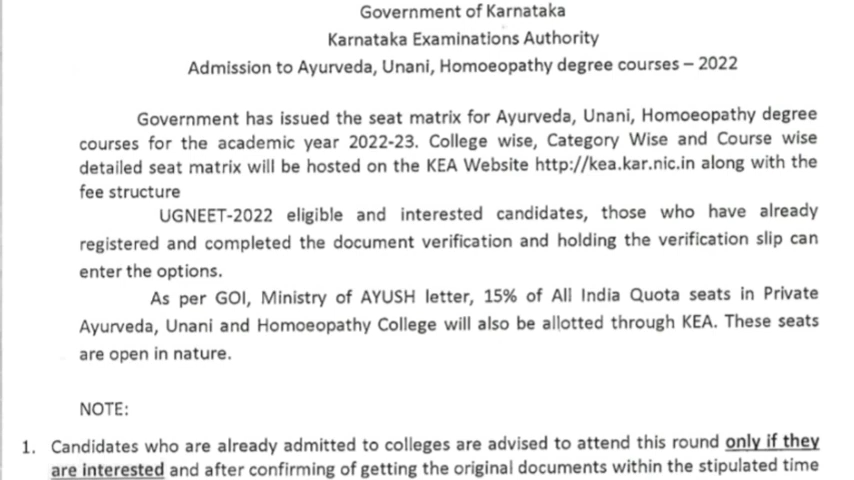 Government of Karnataka
Karnataka Examinations Authority
Admission to Ayurveda, Unani, Homoeopathy degree courses – 2022
Government has issued the seat matrix for Ayurveda, Unani, Homoeopathy degree
courses for the academic year 2022-23. College wise, Category Wise and Course wise
detailed seat matrix will be hosted on the KEA Website http://kea.kar.nic.in along with the
fee structure
UGNEET-2022 eligible and interested candidates, those who have already
registered and completed the document verification and holding the verification slip can
enter the options.
As per GOI, Ministry of AYUSH letter, 15% of All India Quota seats in Private
Ayurveda, Unani and Homoeopathy College will also be allotted through KEA. These seats
are open in nature.
NOTE:
1. Candidates who are already admitted to colleges are advised to attend this round only if they
are interested and after confirming of getting the original documents within the stipulated time